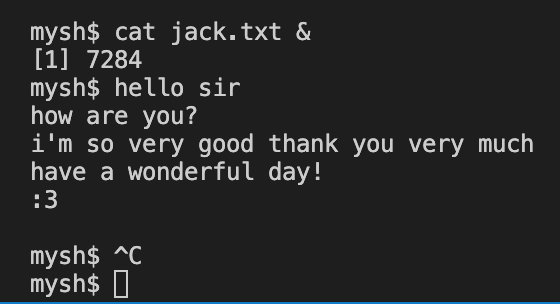 mysh$ cat jack.txt &
[1] 7284
mysh$ hello sir
how are you?
i'm so very good thank you very much
have a wonderful day!
:3
mysh$ ^C
mysh$